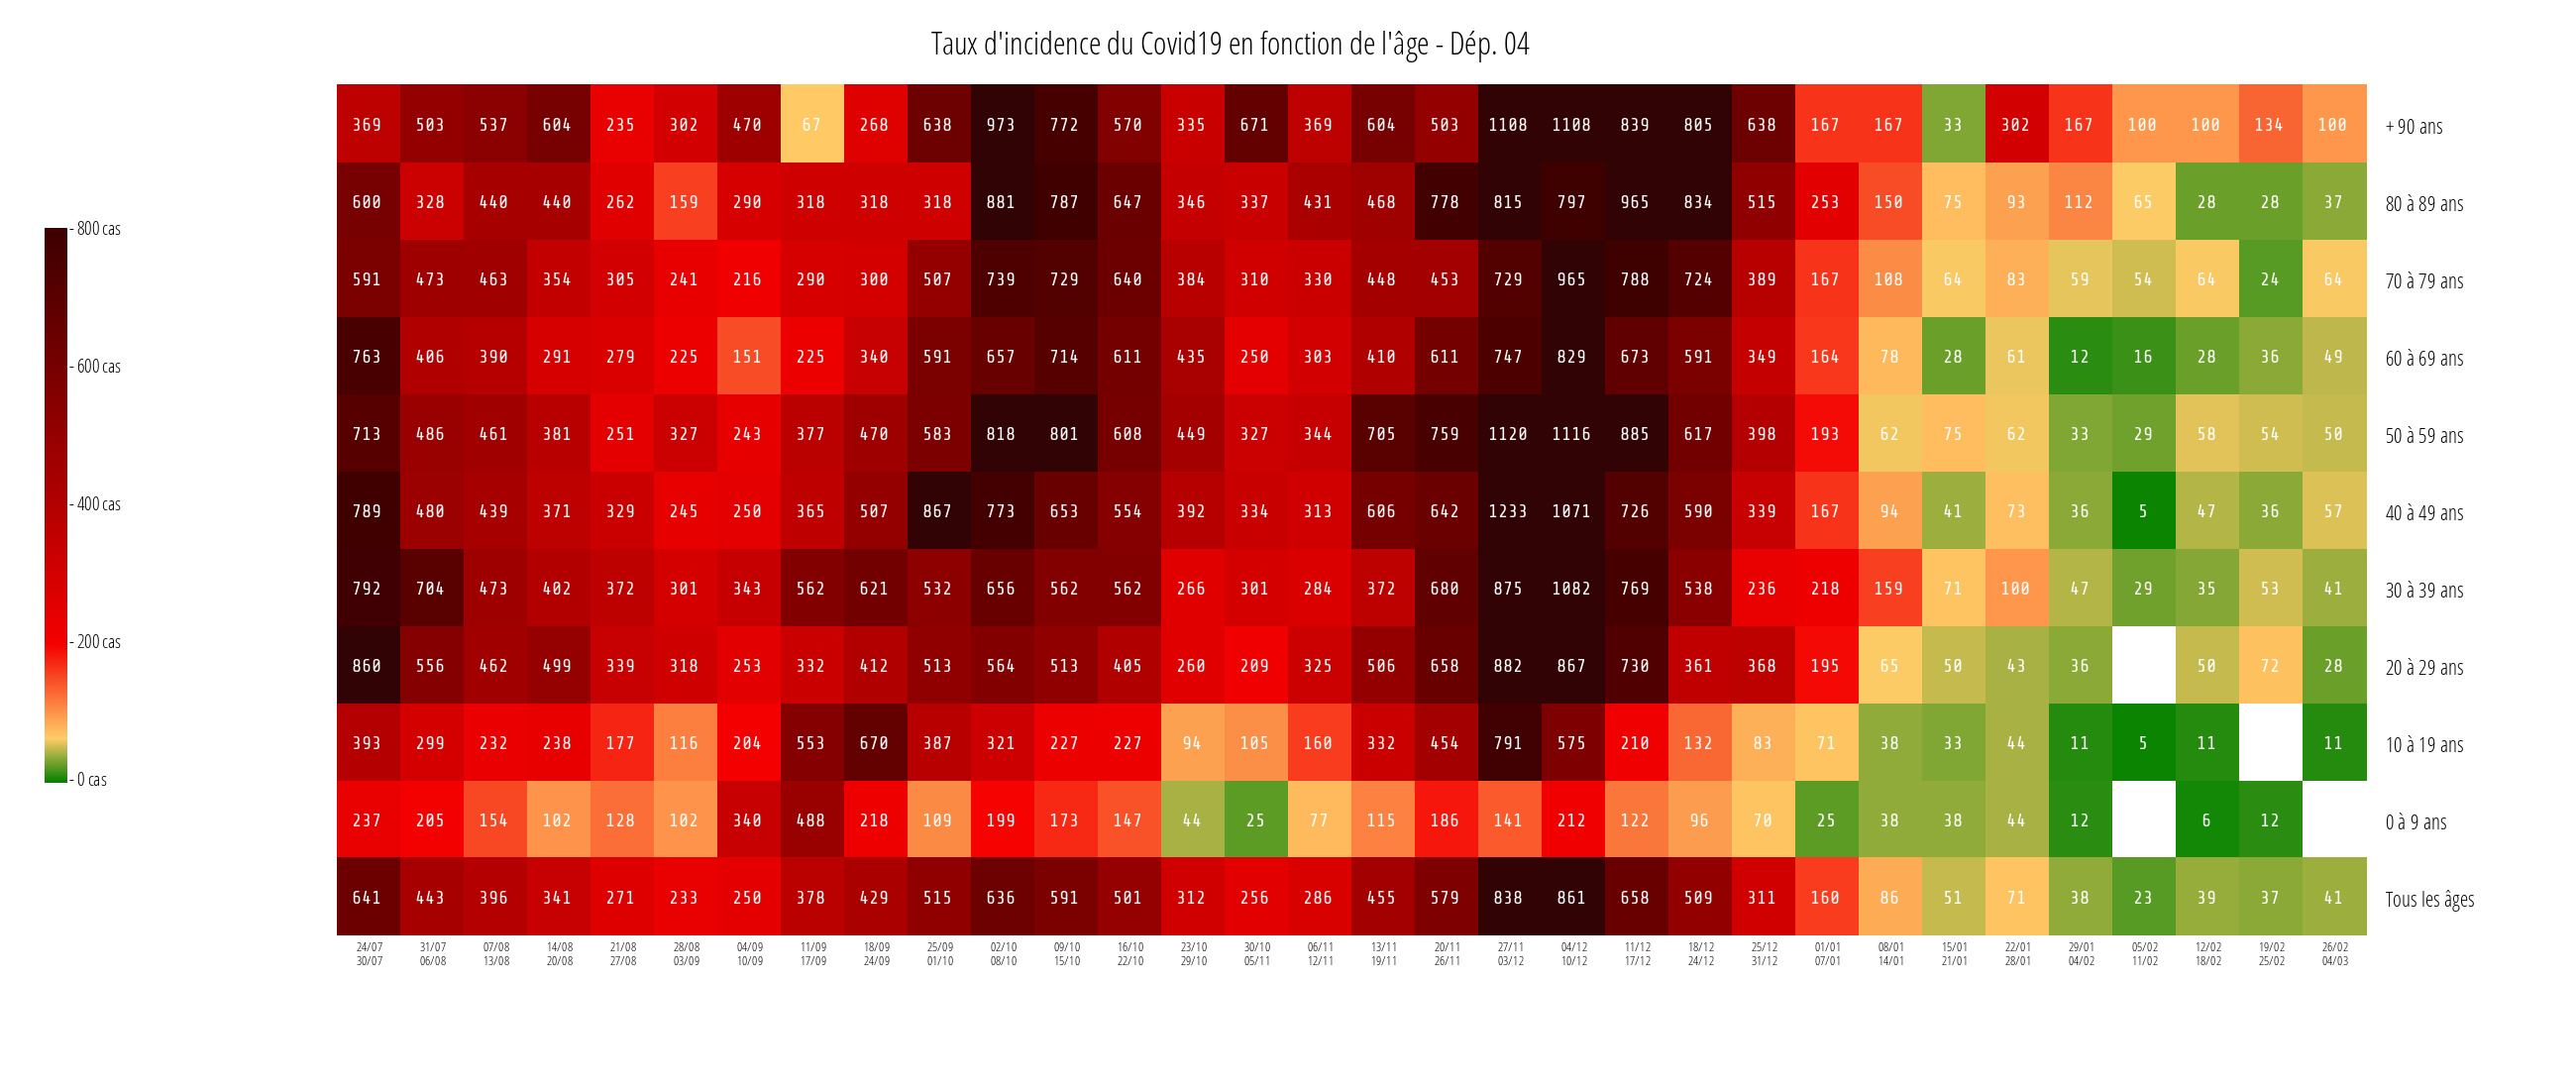 Taux d'incidence du Covid19 en fonction de l'âge - Dép. 04
369 503 537 604 235 302 470 67 268 638 973 772 570 335 671 369 604 503 1108 1108 839 805 638 167 167 33 302 167 100 100 134 100 + 90 ans
600 328 440 440 262 159 290 318 318 318 881 787 647 346 337 431 468 778 815 797 965 834 515 253 150 75 93 112 65 28 28 37 80 à 89 ans
- 800 cas
591 473 463 354 305 241 216 290 300 507 739 729 640 384 310 330 448 453 729 965 788 724 389 167 108 64 83 59 54 64 24 64 70 à 79 ans
763 406 390 291 279 225 151 225 340 591 657 714 611 435 250 303 410 611 747 829 673 591 349 164 78 28 61 12 16 28 36 49 60 à 69 ans
- 600 cas
713 486 461 381 251 327 243 377 470 583 818 801 608 449 327 344 705 759 1120 1116 885 617 398 193 62 75 62 33 29 58 54 50 50 à 59 ans
- 400 cas
789 480 439 371 329 245 250 365 507 867 773 653 554 392 334 313 606 642 1233 1071 726 590 339 167 94 41 73 36 5 47 36 57 40 à 49 ans
792 704 473 402 372 301 343 562 621 532 656 562 562 266 301 284 372 680 875 1082 769 538 236 218 159 71 100 47 29 35 53 41 30 à 39 ans
- 200 cas
860 556 462 499 339 318 253 332 412 513 564 513 405 260 209 325 506 658 882 867 730 361 368 195 65 50 43 36 50 72 28 20 à 29 ans
393 299 232 238 177 116 204 553 670 387 321 227 227 94 105 160 332 454 791 575 210 132 83 71 38 33 44 11 5 11 11 10 à 19 ans
- 0 cas
237 205 154 102 128 102 340 488 218 109 199 173 147 44 25 77 115 186 141 212 122 96 70 25 38 38 44 12 6 12 0 à 9 ans
641 443 396 341 271 233 250 378 429 515 636 591 501 312 256 286 455 579 838 861 658 509 311 160 86 51 71 38 23 39 37 41 Tous les âges
24/07 31/07 07/08 14/08 21/08 28/08 04/09 11/09 18/09 25/09 02/10 09/10 16/10 23/10 30/10 06/11 13/11 20/11 27/11 04/12 11/12 18/12 25/12 01/01 08/01 15/01 22/01 29/01 05/02 12/02 19/02 26/02
30/07 06/08 13/08 20/08 27/08 03/09 10/09 17/09 24/09 01/10 08/10 15/10 22/10 29/10 05/11 12/11 19/11 26/11 03/12 10/12 17/12 24/12 31/12 07/01 14/01 21/01 28/01 04/02 11/02 18/02 25/02 04/03